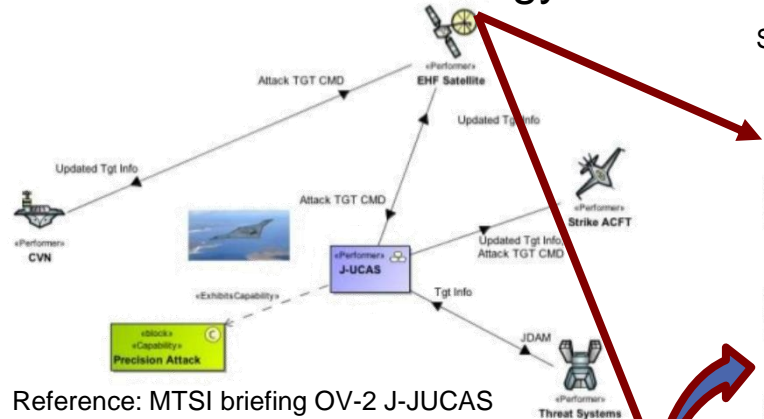 «Performer»
EHF Satellite
S
Attack TGT CMD
Updated Tgt Info
Updated Tgt Info
Attack TGT CMD
«Performer»
CVN
«Performer»
Strike ACFT
Updated Tgt Info,
Attack TGT CMD
«Performer»
J-UCAS
«ExhibitsCapability»
Tgt Info
«block»
«Capability»
Precision Attack
C
JDAM
«Performer»
Threat Systems
Reference: MTSI briefing OV-2 J-JUCAS